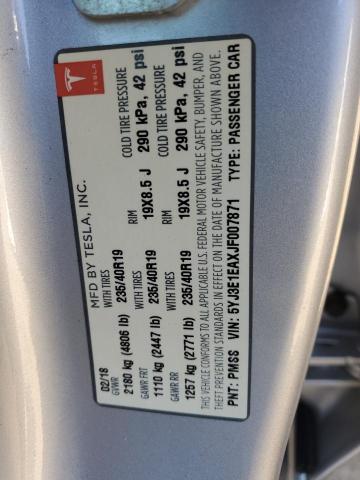 TESLA
MFD BY TESLA, INC.
02/18
GVWR WITH TIRES RIM COLD TIRE PRESSURE
2180 kg (4806 lb) 235/40R19 19X8.5 J 290 kPa, 42 psi
GAWR FRT WITH TIRES RIM COLD TIRE PRESSURE
1110 kg (2447 lb) 235/40R19 19X8.5 J 290 kPa, 42 psi
GAWR RR
1257 kg (2771 lb) 235/40R19
THIS VEHICLE CONFORMS TO ALL APPLICABLE U.S. FEDERAL MOTOR VEHICLE SAFETY, BUMPER, AND
THEFT PREVENTION STANDARDS IN EFFECT ON THE DATE OF MANUFACTURE SHOWN ABOVE.
PNT: PMSS VIN: 5YJ3E1EAXJF007871 TYPE: PASSENGER CAR